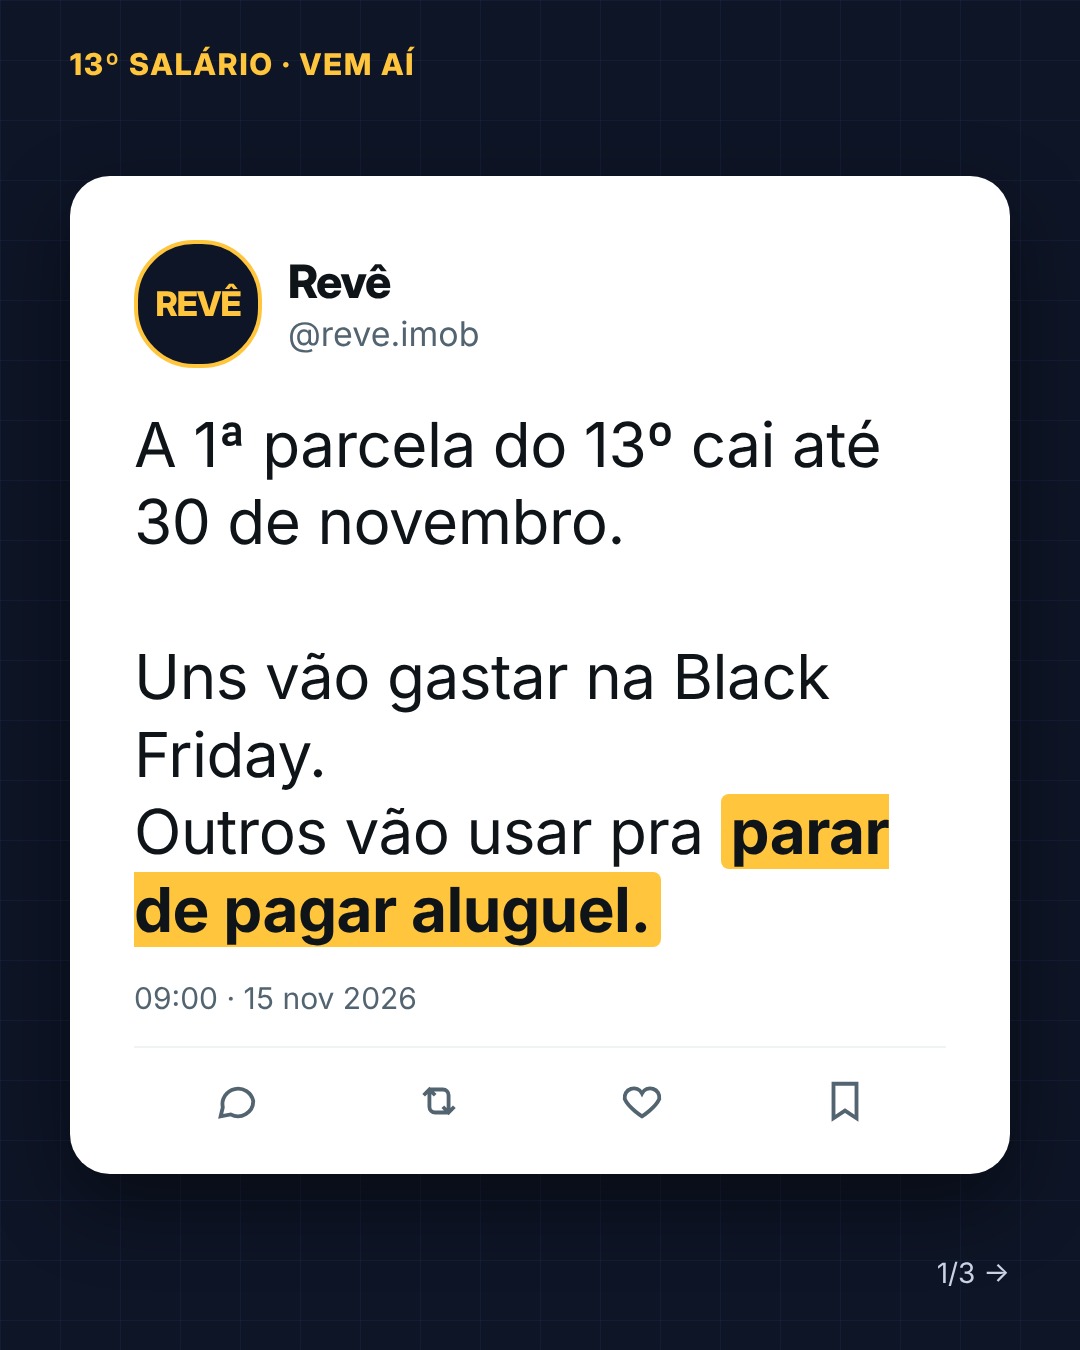 13º SALÁRIO · VEM AÍ
REVÊ
Revê
@reve.imob
A 1ª parcela do 13º cai até
30 de novembro.
Uns vão gastar na Black
Friday.
Outros vão usar pra parar
de pagar aluguel.
09:00 · 15 nov 2026
1/3 →